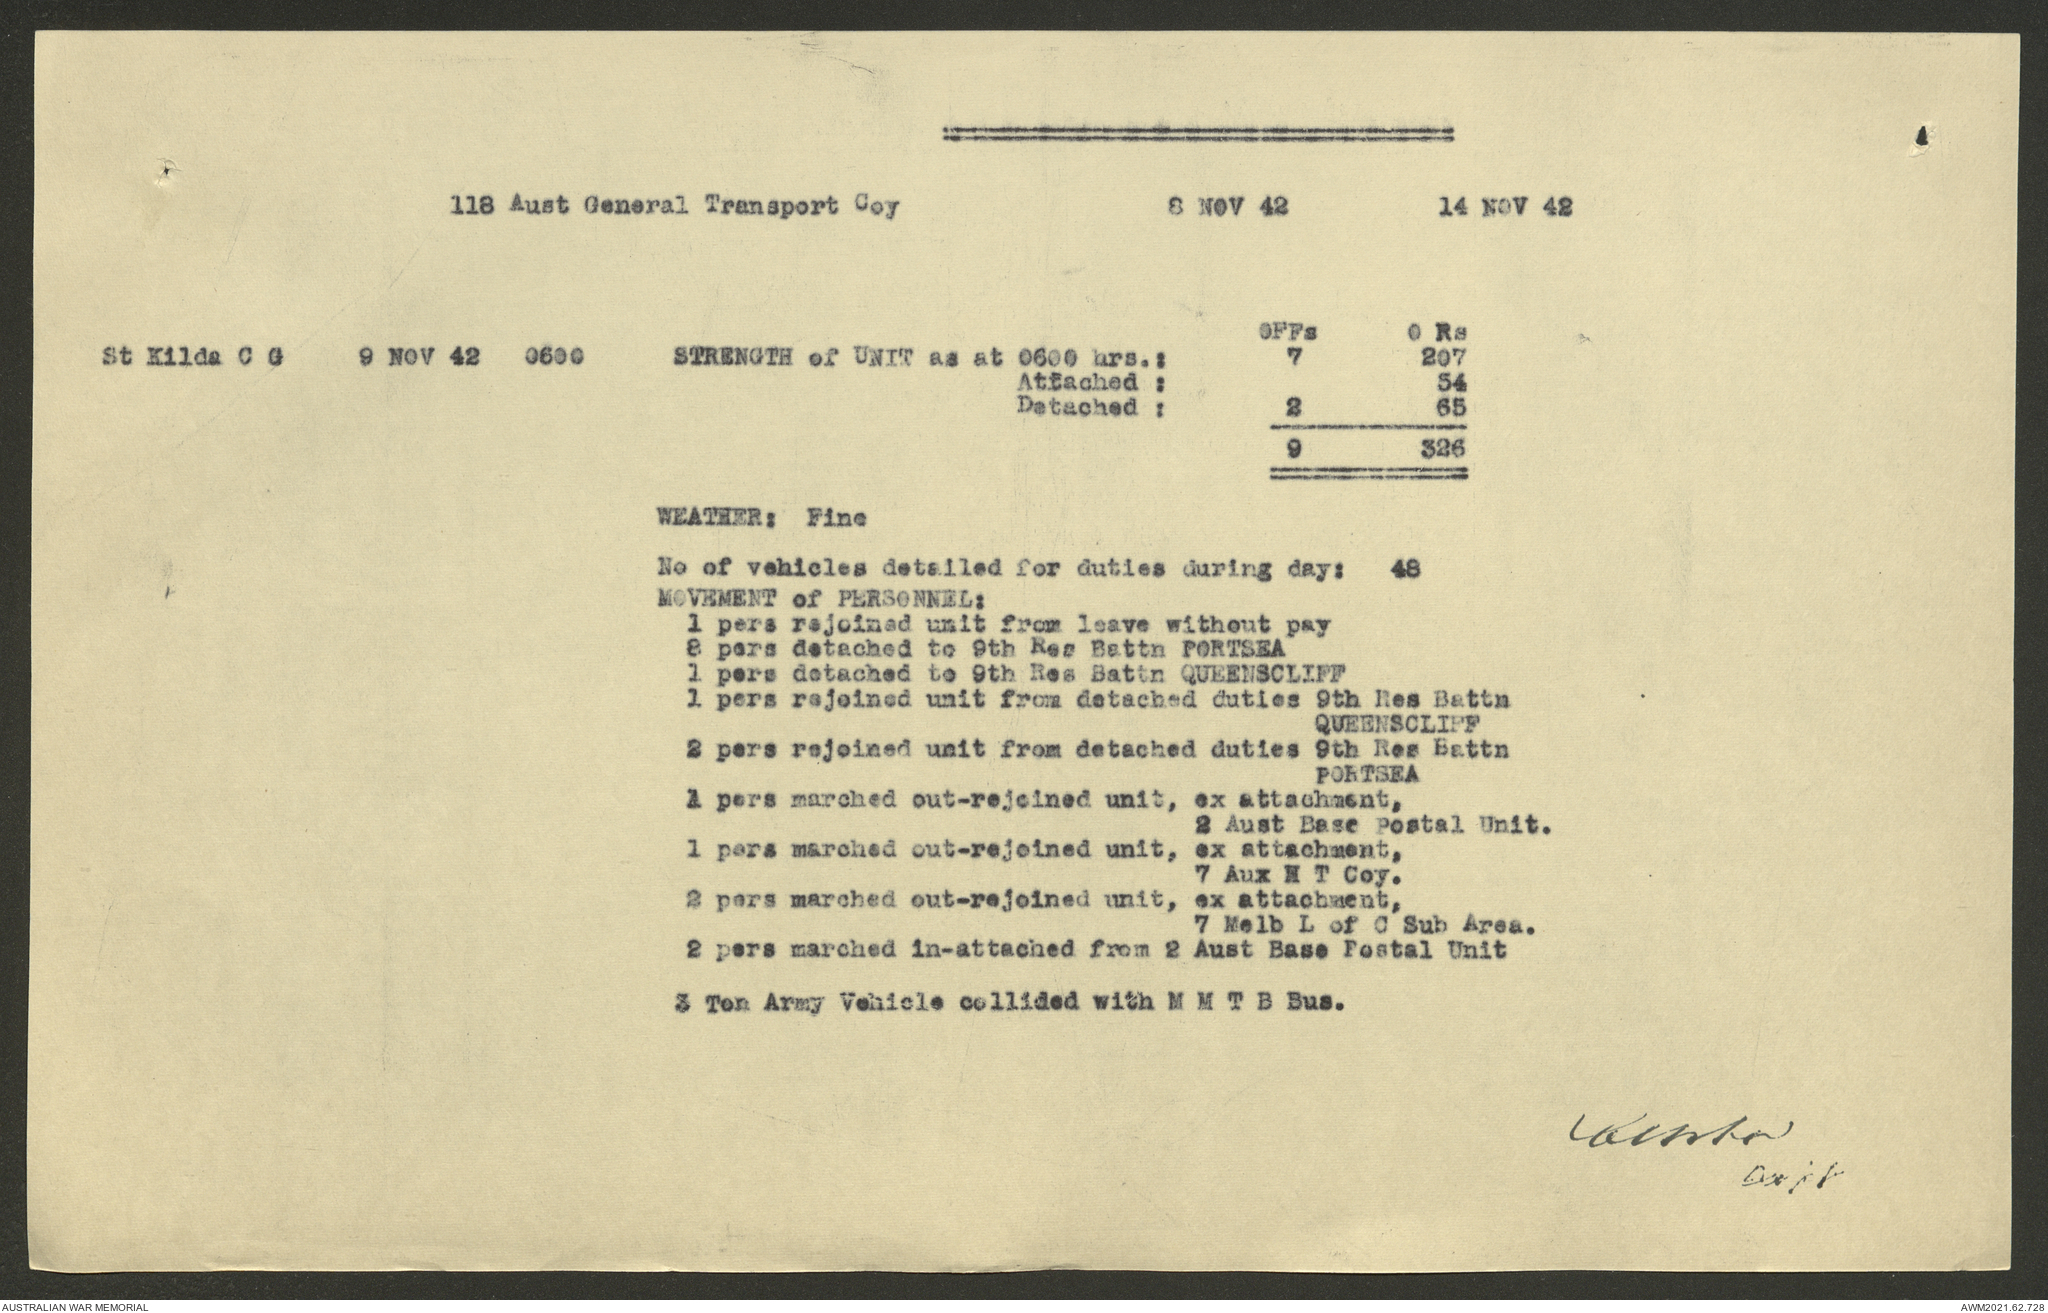 118 Aust General Transport Coy 8 NOV 42 14 NOV 42
OFFs O Rs
St Kilda C G 9 NOV 42 0600 STRENGTH of UNIT as at 0600 hrs.: 7 207
Attached : 54
Detached : 2 65
9 326
WEATHER: Fine
No of vehicles detailed for duties during day: 48
MOVEMENT of PERSONNEL:
1 pers rejoined unit from leave without pay
8 pers detached to 9th Res Battn PORTSEA
1 pers detached to 9th Res Battn QUEENSCLIFF
1 pers rejoined unit from detached duties 9th Res Battn
QUEENSCLIFF
2 pers rejoined unit from detached duties 9th Res Battn
PORTSEA
1 pers marched out-rejoined unit, ex attachment,
2 Aust Base Postal Unit.
1 pers marched out-rejoined unit, ex attachment,
7 Aux H T Coy.
2 pers marched out-rejoined unit, ex attachment,
7 Melb L of C Sub Area.
2 pers marched in-attached from 2 Aust Base Postal Unit
3 Ton Army Vehicle collided with M M T B Bus.
AUSTRALIAN WAR MEMORIAL
AWM2021.62.728